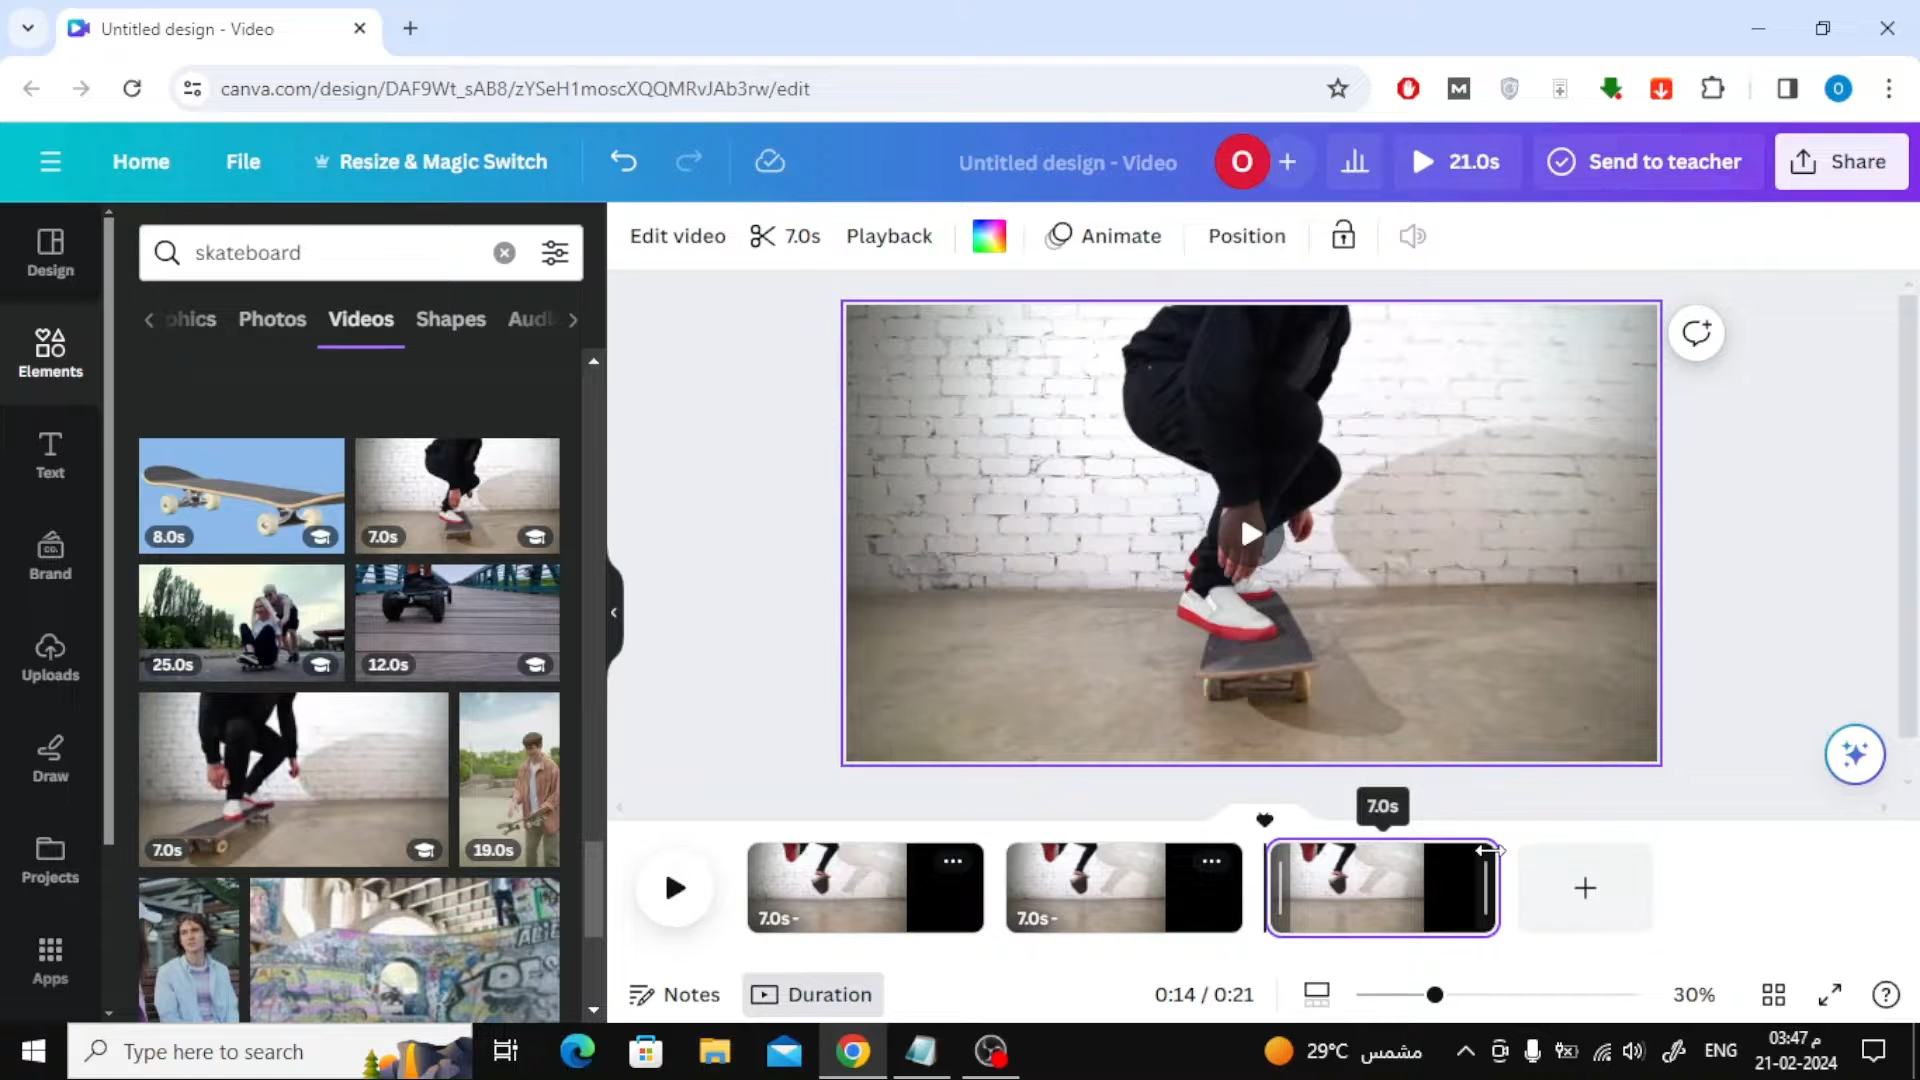 Untitled design - Video
canva.com/design/DAF9Wt_sAB8/zYSeH1moscXQQMRvJAb3rw/edit
Home File Resize & Magic Switch Untitled design - Video O 21.0s Send to teacher Share
Design
Elements
Text
Brand
Uploads
Draw
Projects
Apps
skateboard
phics Photos Videos Shapes Audi
8.0s
7.0s
25.0s
12.0s
7.0s
19.0s
Edit video 7.0s Playback Animate Position
7.0s
7.0s
7.0s
Notes Duration 0:14 / 0:21 30%
Type here to search
29°C مشمس
ENG
03:47 م
21-02-2024